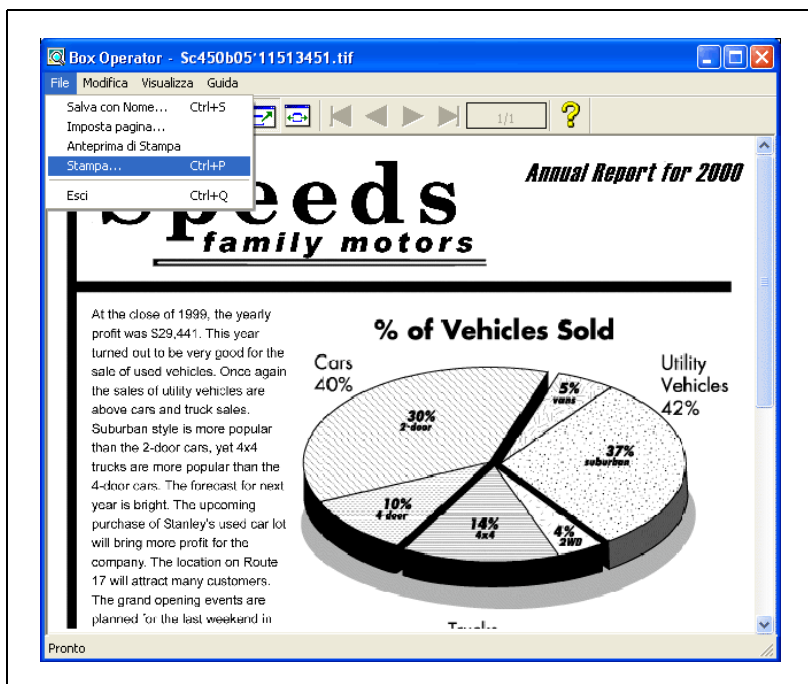 Box Operator - Sc450b05'11513451.tif
File Modifica Visualizza Guida
Salva con Nome... Ctrl+S
Imposta pagina...
Anteprima di Stampa
Stampa... Ctrl+P
Esci Ctrl+Q
1/1
Annual Report for 2000
Speeds
family motors
At the close of 1999, the yearly
profit was $29,441. This year
turned out to be very good for the
sale of used vehicles. Once again
the sales of utility vehicles are
above cars and truck sales.
Suburban style is more popular
than the 2-door cars, yet 4x4
trucks are more popular than the
4-door cars. The forecast for next
year is bright. The upcoming
purchase of Stanley's used car lot
will bring more profit for the
company. The location on Route
17 will attract many customers.
The grand opening events are
planned for the last weekend in
% of Vehicles Sold
Cars
40%
Utility
Vehicles
42%
5%
vans
30%
2-door
37%
suburban
10%
4 door
14%
4x4
4%
2WD
Trucks
Pronto